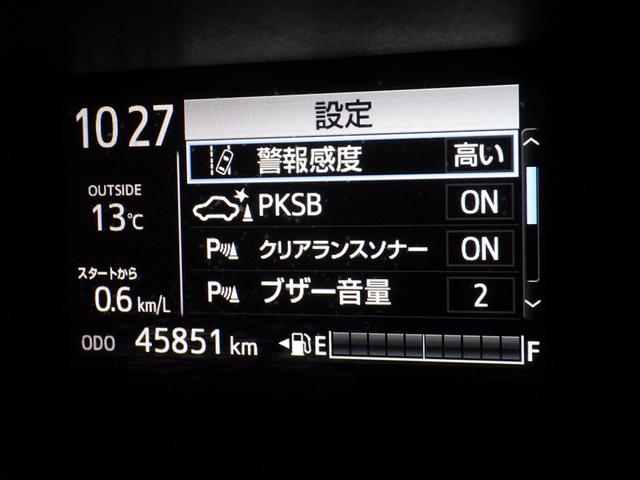 10 27
OUTSIDE
13℃
スタートから
0.6 km/L
設定
警報感度 高い
PKSB ON
P クリアランスソナー ON
P ブザー音量 2
ODO 45851 km E F